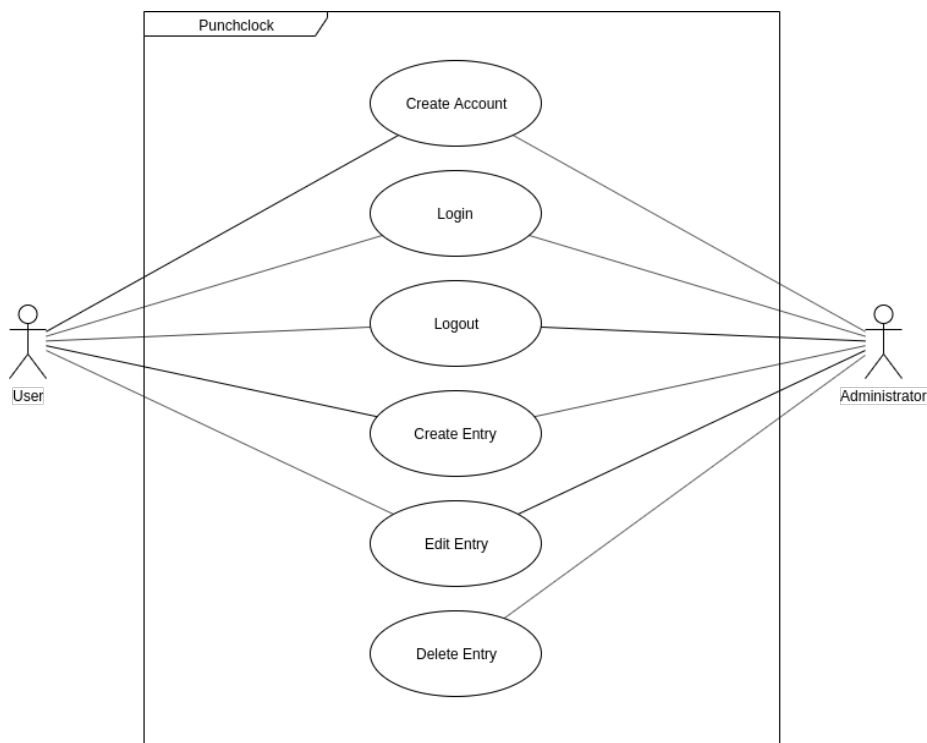 Punchclock
Create Account
Login
Logout
User
Administrator
Create Entry
Edit Entry
Delete Entry